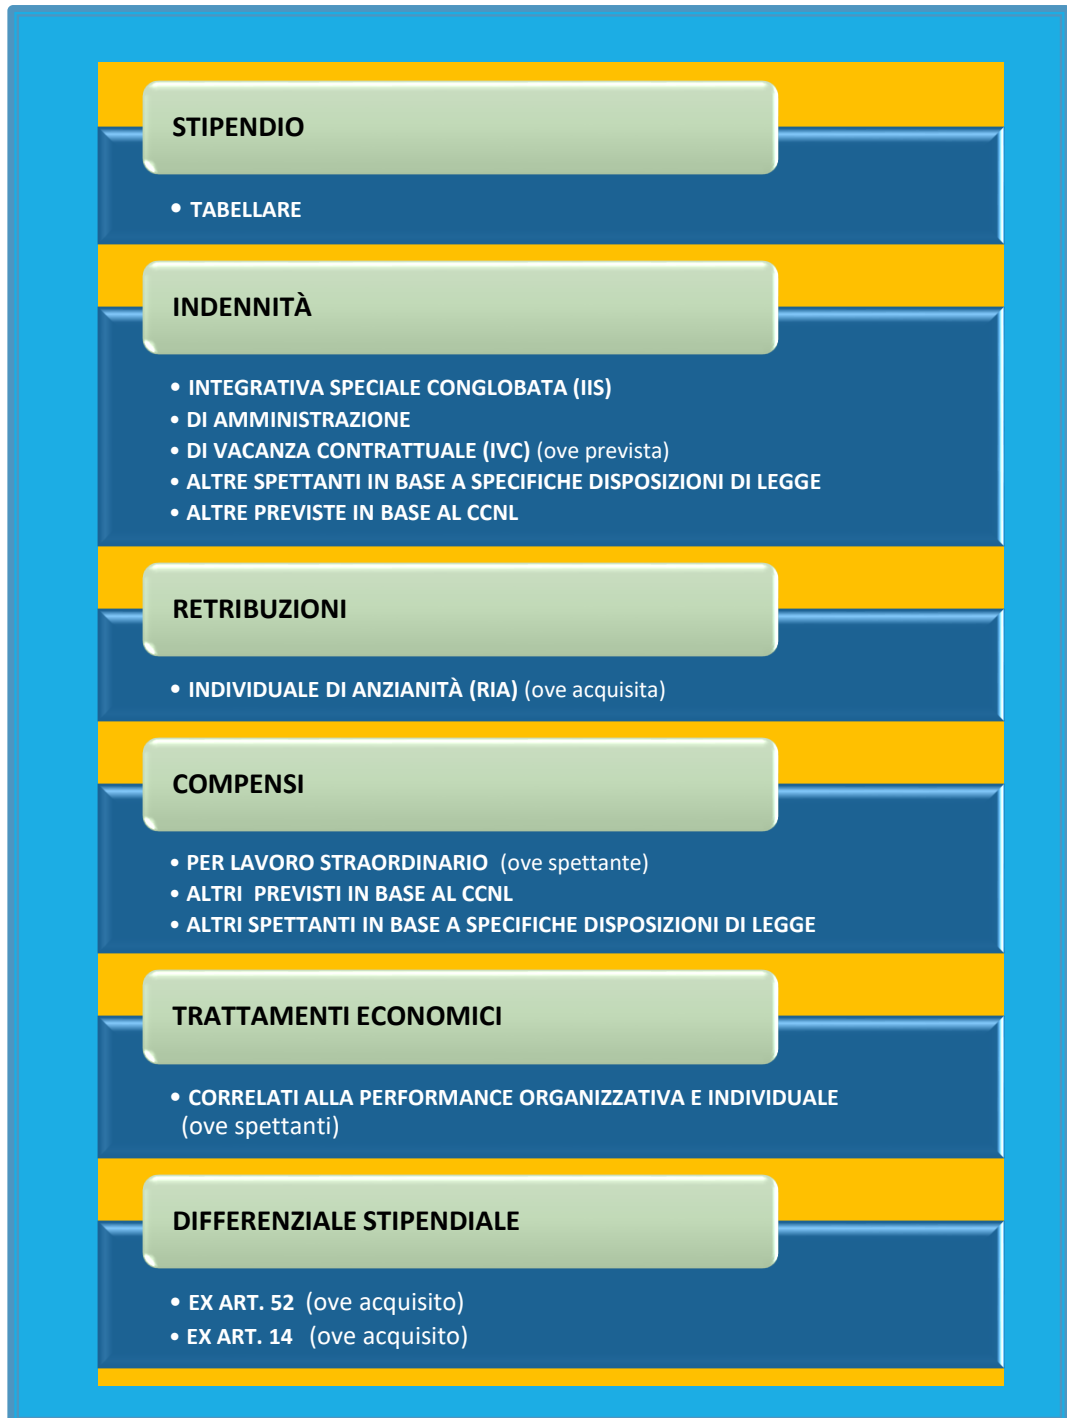 STIPENDIO
• TABELLARE
INDENNITÀ
• INTEGRATIVA SPECIALE CONGLOBATA (IIS)
• DI AMMINISTRAZIONE
• DI VACANZA CONTRATTUALE (IVC) (ove prevista)
• ALTRE SPETTANTI IN BASE A SPECIFICHE DISPOSIZIONI DI LEGGE
• ALTRE PREVISTE IN BASE AL CCNL
RETRIBUZIONI
• INDIVIDUALE DI ANZIANITÀ (RIA) (ove acquisita)
COMPENSI
• PER LAVORO STRAORDINARIO (ove spettante)
• ALTRI PREVISTI IN BASE AL CCNL
• ALTRI SPETTANTI IN BASE A SPECIFICHE DISPOSIZIONI DI LEGGE
TRATTAMENTI ECONOMICI
• CORRELATI ALLA PERFORMANCE ORGANIZZATIVA E INDIVIDUALE
(ove spettanti)
DIFFERENZIALE STIPENDIALE
• EX ART. 52 (ove acquisito)
• EX ART. 14 (ove acquisito)